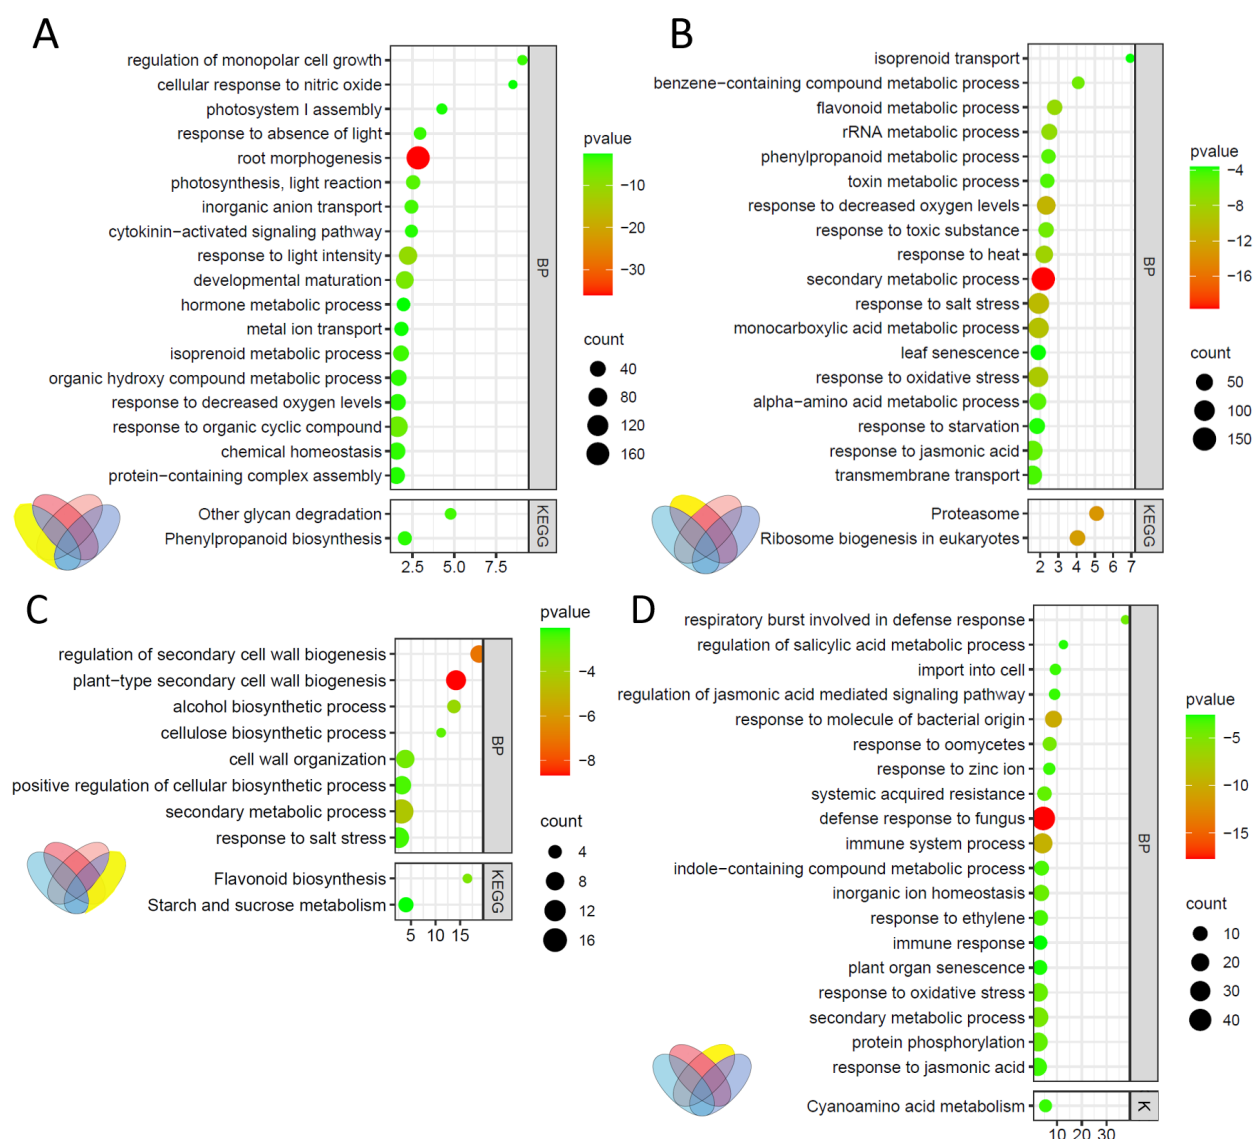 A
regulation of monopolar cell growth
cellular response to nitric oxide
photosystem I assembly
response to absence of light
root morphogenesis
photosynthesis, light reaction
inorganic anion transport
cytokinin−activated signaling pathway
response to light intensity
developmental maturation
hormone metabolic process
metal ion transport
isoprenoid metabolic process
organic hydroxy compound metabolic process
response to decreased oxygen levels
response to organic cyclic compound
chemical homeostasis
protein−containing complex assembly
BP
Other glycan degradation
Phenylpropanoid biosynthesis
KEGG
2.5 5.0 7.5
pvalue
−10
−20
−30
count
40
80
120
160
B
isoprenoid transport
benzene−containing compound metabolic process
flavonoid metabolic process
rRNA metabolic process
phenylpropanoid metabolic process
toxin metabolic process
response to decreased oxygen levels
response to toxic substance
response to heat
secondary metabolic process
response to salt stress
monocarboxylic acid metabolic process
leaf senescence
response to oxidative stress
alpha−amino acid metabolic process
response to starvation
response to jasmonic acid
transmembrane transport
BP
Proteasome
Ribosome biogenesis in eukaryotes
KEGG
2 3 4 5 6 7
pvalue
−4
−8
−12
−16
count
50
100
150
C
regulation of secondary cell wall biogenesis
plant−type secondary cell wall biogenesis
alcohol biosynthetic process
cellulose biosynthetic process
cell wall organization
positive regulation of cellular biosynthetic process
secondary metabolic process
response to salt stress
BP
Flavonoid biosynthesis
Starch and sucrose metabolism
KEGG
5 10 15
pvalue
−4
−6
−8
count
4
8
12
16
D
respiratory burst involved in defense response
regulation of salicylic acid metabolic process
import into cell
regulation of jasmonic acid mediated signaling pathway
response to molecule of bacterial origin
response to oomycetes
response to zinc ion
systemic acquired resistance
defense response to fungus
immune system process
indole−containing compound metabolic process
inorganic ion homeostasis
response to ethylene
immune response
plant organ senescence
response to oxidative stress
secondary metabolic process
protein phosphorylation
response to jasmonic acid
BP
Cyanoamino acid metabolism
K
10 20 30
pvalue
−5
−10
−15
count
10
20
30
40